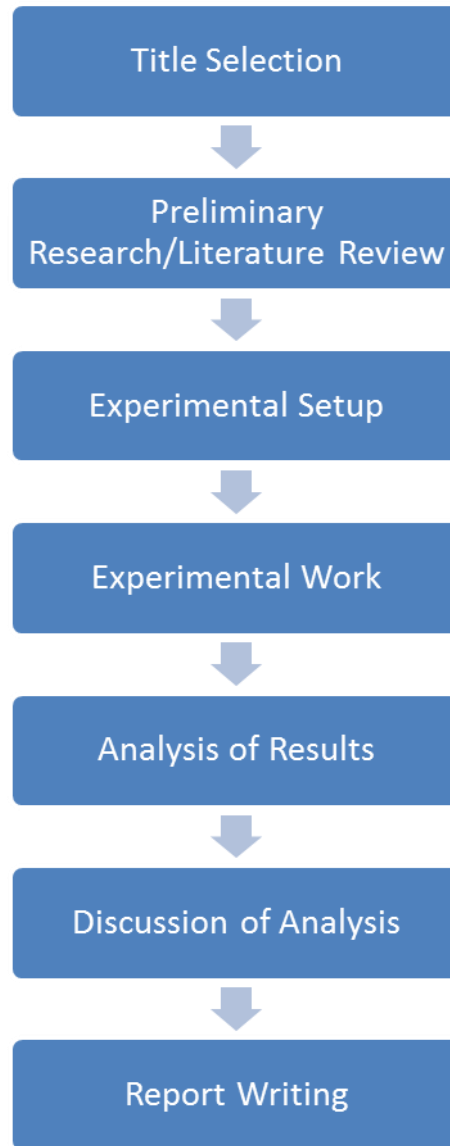 Title Selection
Preliminary
Research/Literature Review
Experimental Setup
Experimental Work
Analysis of Results
Discussion of Analysis
Report Writing